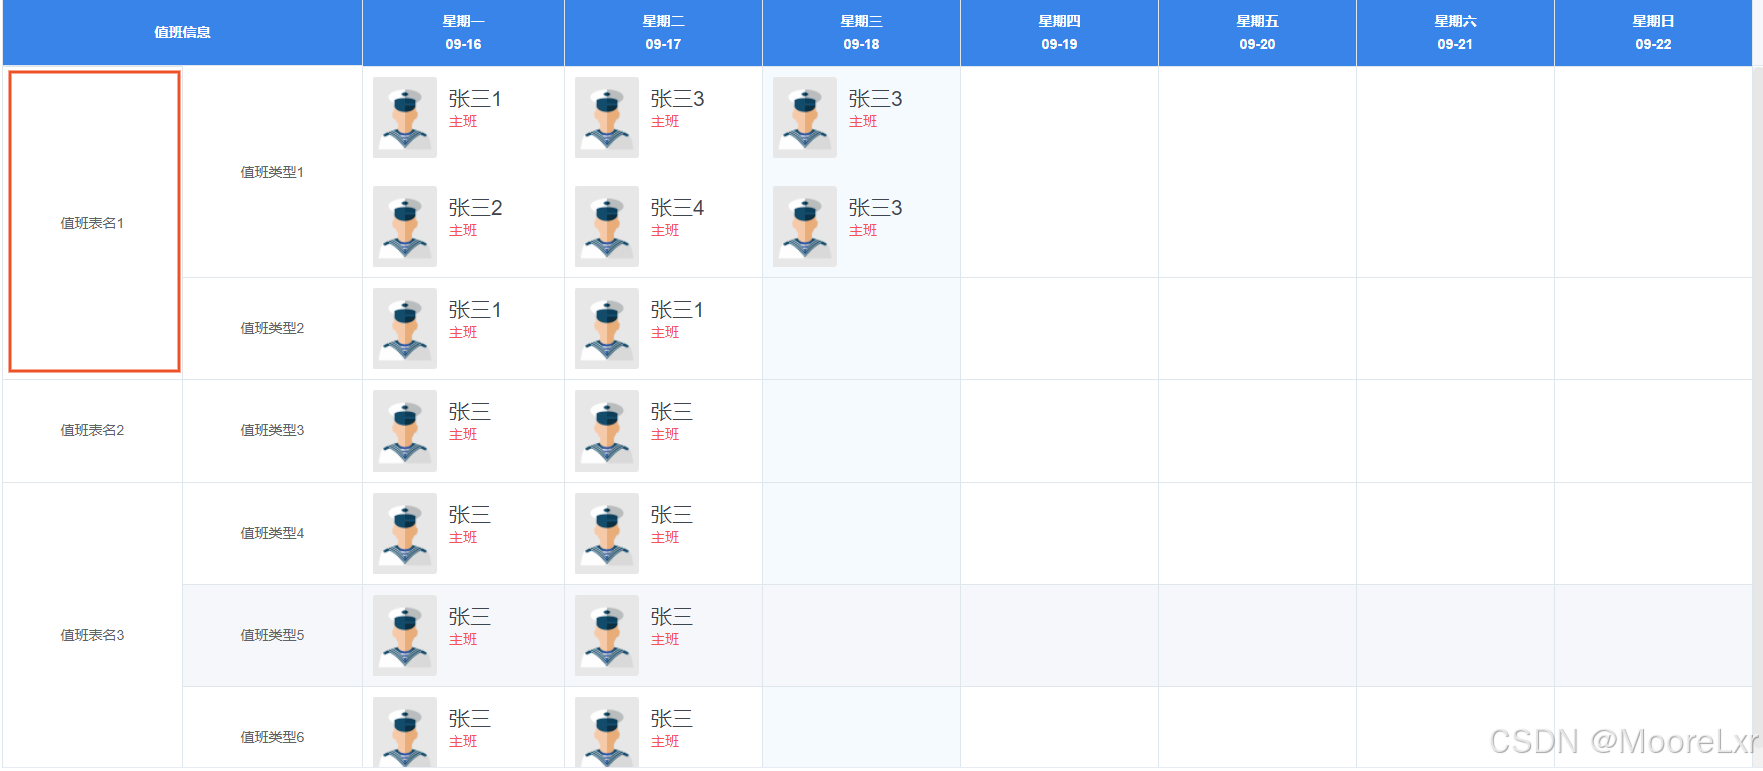 值班信息
星期一
09-16
星期二
09-17
星期三
09-18
星期四
09-19
星期五
09-20
星期六
09-21
星期日
09-22
值班表名1
值班类型1
张三1
主班
张三3
主班
张三3
主班
张三2
主班
张三4
主班
张三3
主班
值班类型2
张三1
主班
张三1
主班
值班表名2
值班类型3
张三
主班
张三
主班
值班表名3
值班类型4
张三
主班
张三
主班
值班类型5
张三
主班
张三
主班
值班类型6
张三
主班
张三
主班
CSDN @MooreLxr